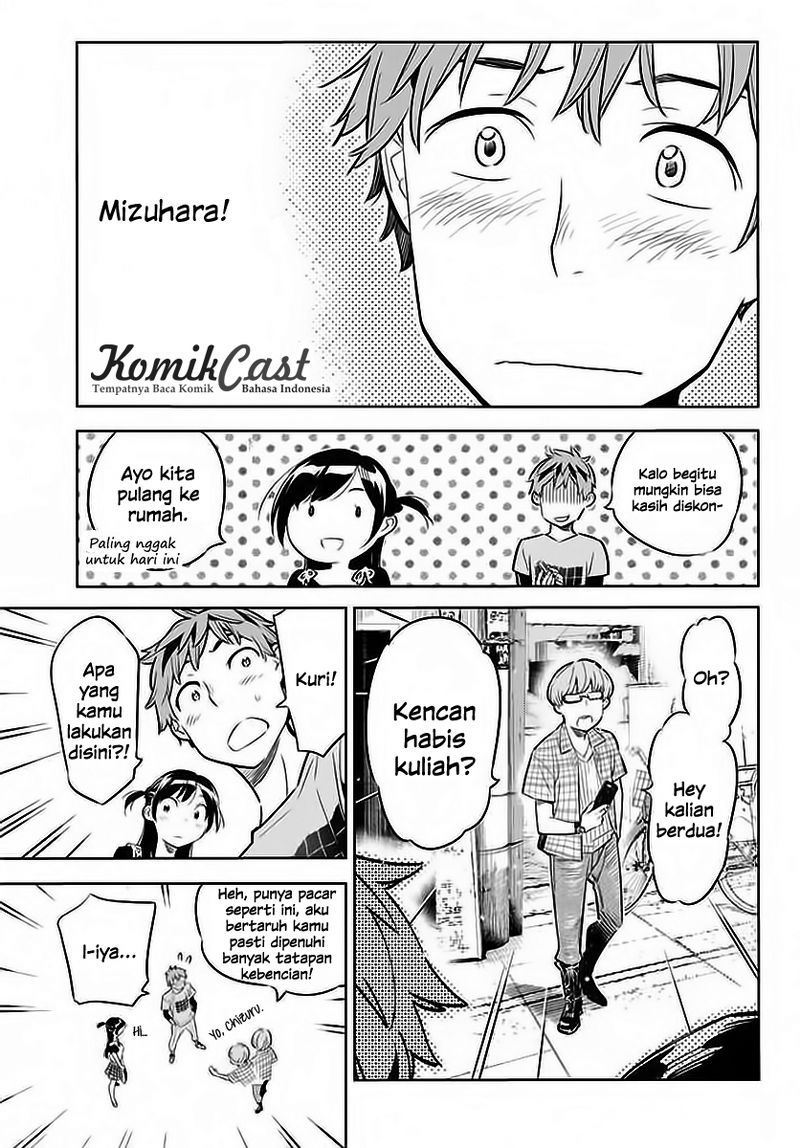 Mizuhara!
KomikCast
Tempatnya Baca Komik Bahasa Indonesia
Kalo begitu
mungkin bisa
kasih diskon-
Ayo kita
pulang ke
rumah.
Paling nggak
untuk hari ini
Oh?
Hey
kalian
berdua!
Kencan
habis
kuliah?
Kuri!
Apa
yang
kamu
lakukan
disini?!
Heh, punya pacar
seperti ini, aku
bertaruh kamu
pasti dipenuhi
banyak tatapan
kebencian!
Yo, Chizuru.
Hi..
I-iya...